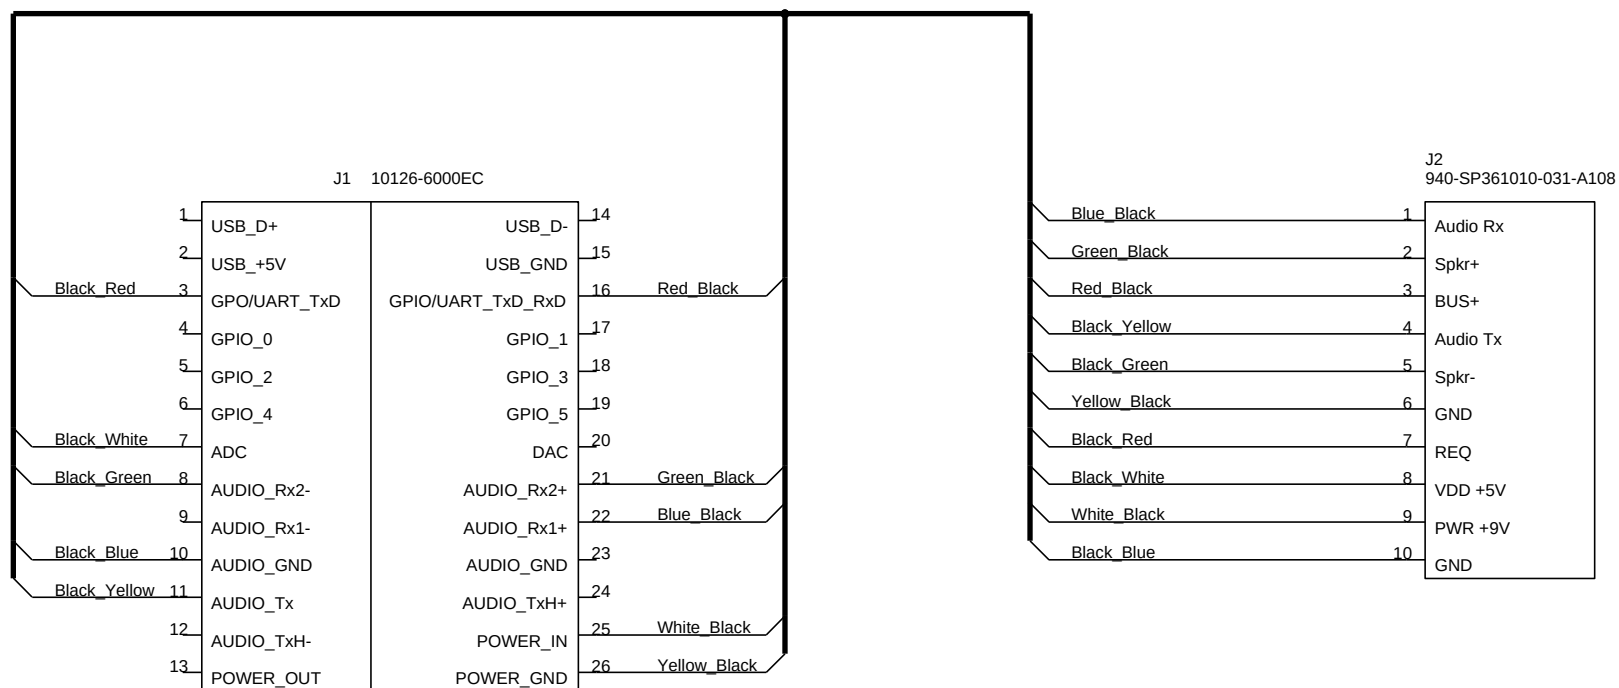 J1 10126-6000EC
1 USB_D+
2 USB_+5V
Black_Red 3 GPO/UART_TxD
4 GPIO_0
5 GPIO_2
6 GPIO_4
Black_White 7 ADC
Black_Green 8 AUDIO_Rx2-
9 AUDIO_Rx1-
Black_Blue 10 AUDIO_GND
Black_Yellow 11 AUDIO_Tx
12 AUDIO_TxH-
13 POWER_OUT
USB_D- 14
USB_GND 15
GPIO/UART_TxD_RxD 16 Red_Black
GPIO_1 17
GPIO_3 18
GPIO_5 19
DAC 20
AUDIO_Rx2+ 21 Green_Black
AUDIO_Rx1+ 22 Blue_Black
AUDIO_GND 23
AUDIO_TxH+ 24
POWER_IN 25 White_Black
POWER_GND 26 Yellow_Black
J2
940-SP361010-031-A108
Blue_Black 1 Audio Rx
Green_Black 2 Spkr+
Red_Black 3 BUS+
Black_Yellow 4 Audio Tx
Black_Green 5 Spkr-
Yellow_Black 6 GND
Black_Red 7 REQ
Black_White 8 VDD +5V
White_Black 9 PWR +9V
Black_Blue 10 GND